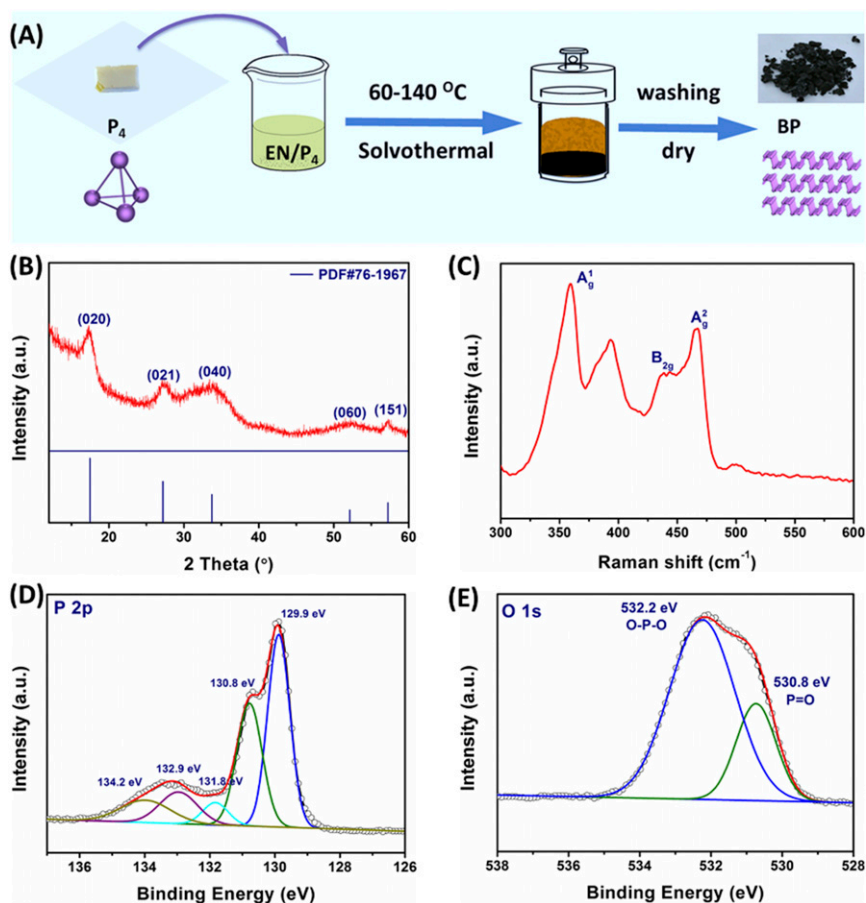 (A)
P₄
EN/P₄
60-140 ᴼC
Solvothermal
washing
dry
BP
(B)
PDF#76-1967
(020)
(021)
(040)
(060)
(151)
Intensity (a.u.)
20 30 40 50 60
2 Theta (°)
(C)
A¹g
B₂g
A²g
Intensity (a.u.)
300 350 400 450 500 550 600
Raman shift (cm⁻¹)
(D)
P 2p
129.9 eV
130.8 eV
131.8 eV
132.9 eV
134.2 eV
Intensity (a.u.)
136 134 132 130 128 126
Binding Energy (eV)
(E)
O 1s
532.2 eV
O-P-O
530.8 eV
P=O
Intensity (a.u.)
538 536 534 532 530 528
Binding Energy (eV)